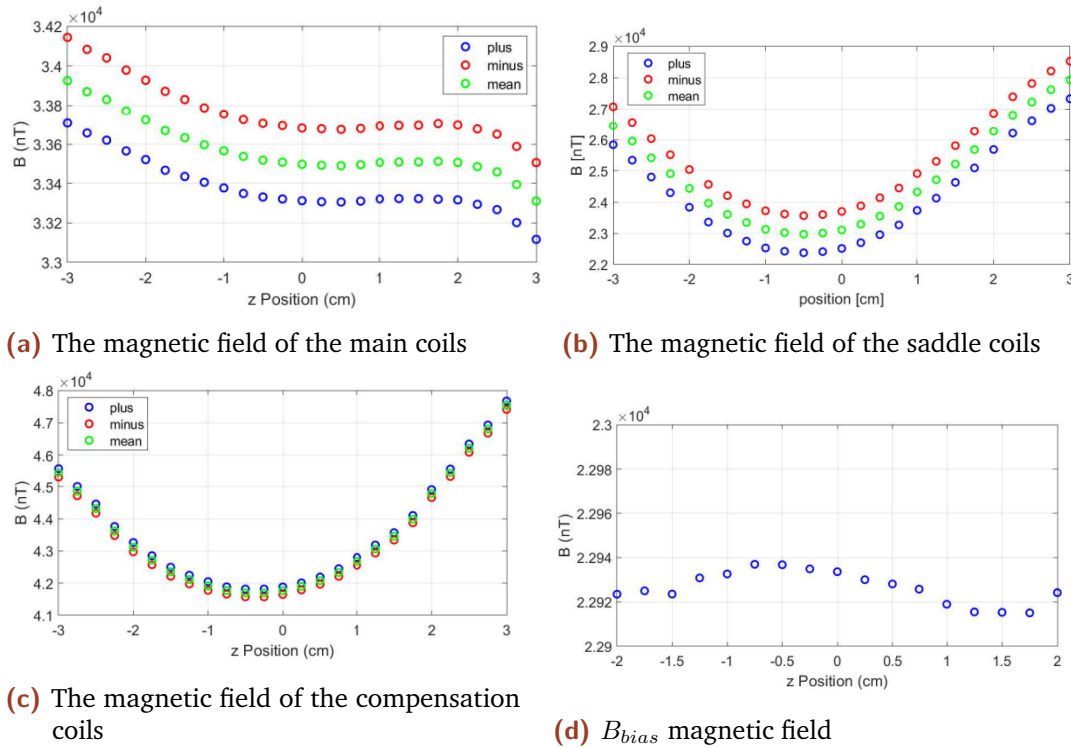 ×10⁴
3.42
3.4
3.38
3.36
3.34
3.32
3.3
B (nT)
plus
minus
mean
-3
-2
-1
0
1
2
3
z Position (cm)
(a) The magnetic field of the main coils
×10⁴
2.9
2.8
2.7
2.6
2.5
2.4
2.3
2.2
B [nT]
plus
minus
mean
-3
-2
-1
0
1
2
3
position [cm]
(b) The magnetic field of the saddle coils
×10⁴
4.8
4.7
4.6
4.5
4.4
4.3
4.2
4.1
B (nT)
plus
minus
mean
-3
-2
-1
0
1
2
3
z Position (cm)
(c) The magnetic field of the compensation
coils
×10⁴
2.3
2.298
2.296
2.294
2.292
2.29
B (nT)
-2
-1.5
-1
-0.5
0
0.5
1
1.5
2
z Position (cm)
(d) B_bias magnetic field